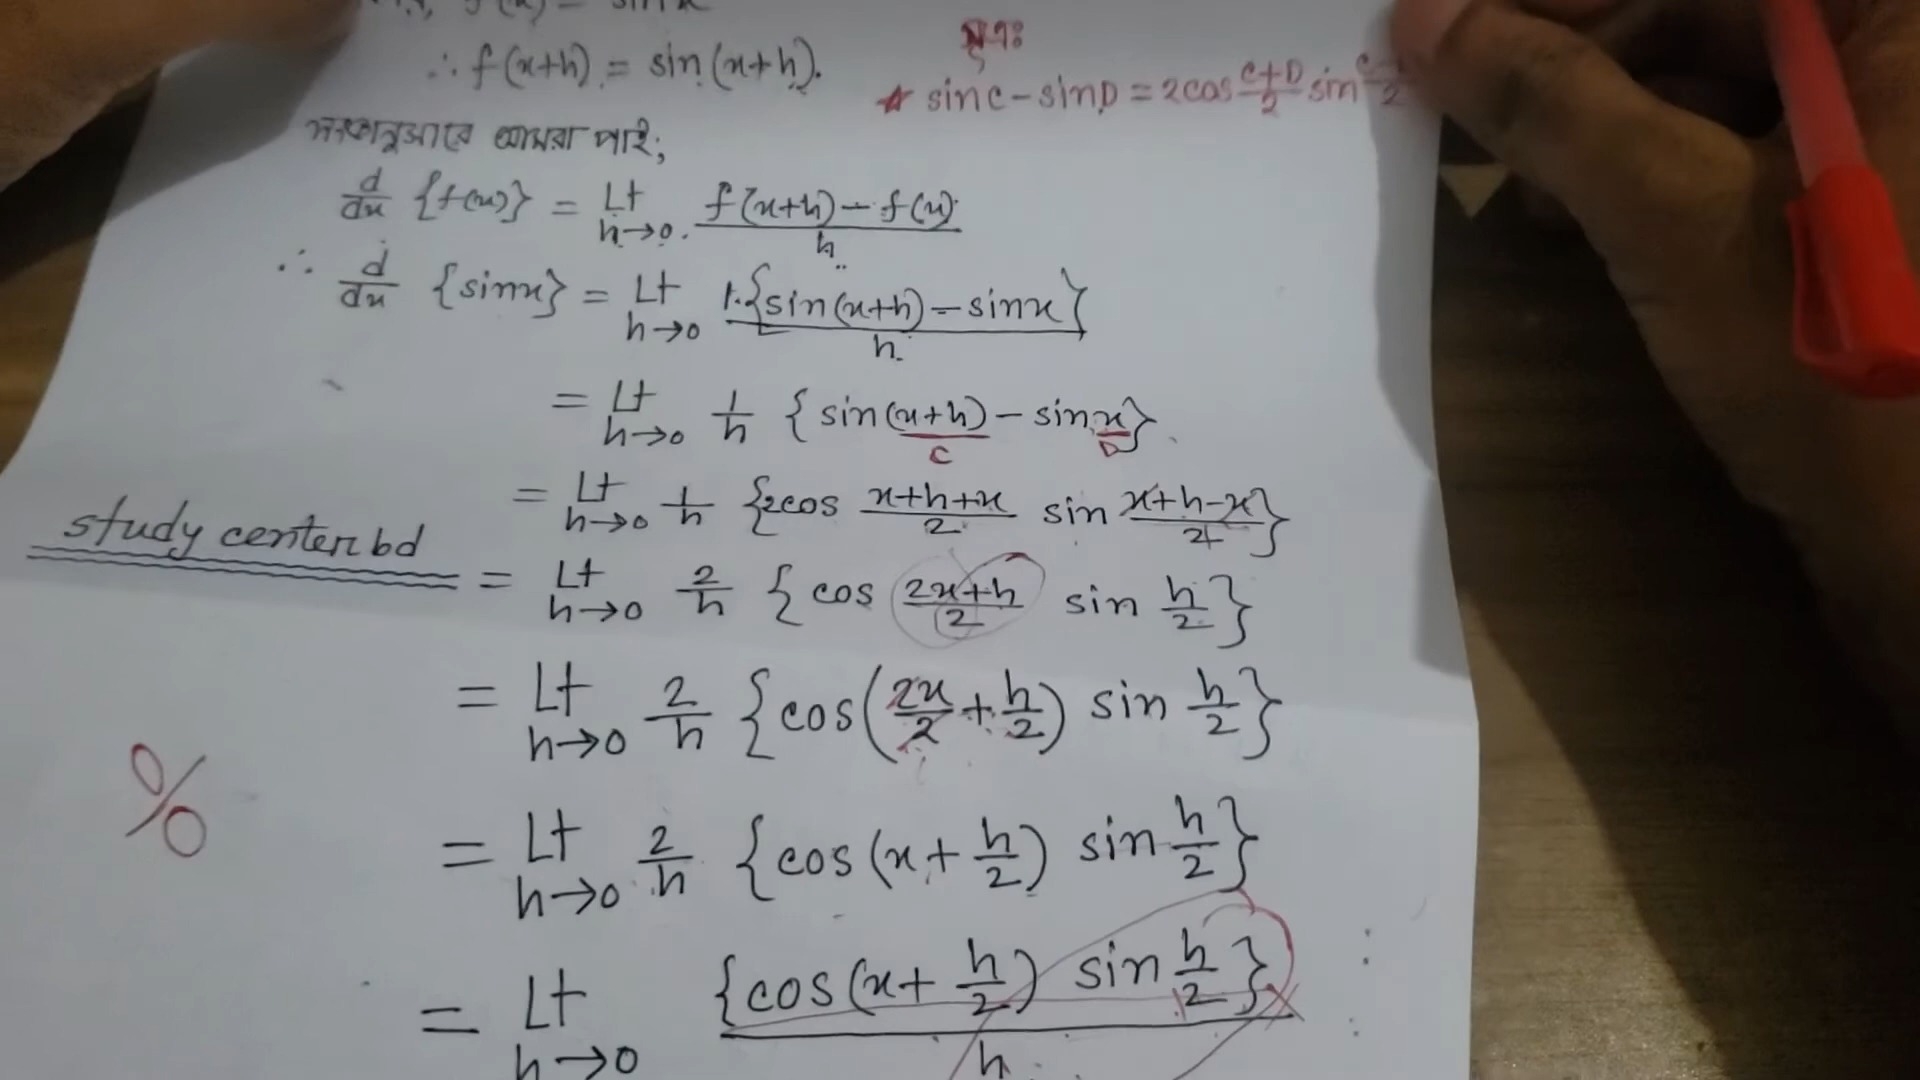 ∴ f(x+h) = sin(x+h).
সূত্রঃ
★ sinC - sinD = 2cos (C+D)/2 sin
সংজ্ঞানুসারে আমরা পাই;
d/dx {f(x)} = Lt h→0 . (f(x+h) - f(x))/h
∴ d/dx {sinx} = Lt h→0 1.{sin(x+h) - sinx}/h.
= Lt h→0 1/h {sin(x+h) - sinx}
C D
= Lt h→0 1/h {2cos (x+h+x)/2 sin (x+h-x)/2}
study center bd
= Lt h→0 2/h {cos (2x+h)/2 sin h/2}
= Lt h→0 2/h {cos(2x/2 + h/2) sin h/2}
%
= Lt h→0 2/h {cos(x + h/2) sin h/2}
= Lt h→0 {cos(x + h/2) sin h/2}/h